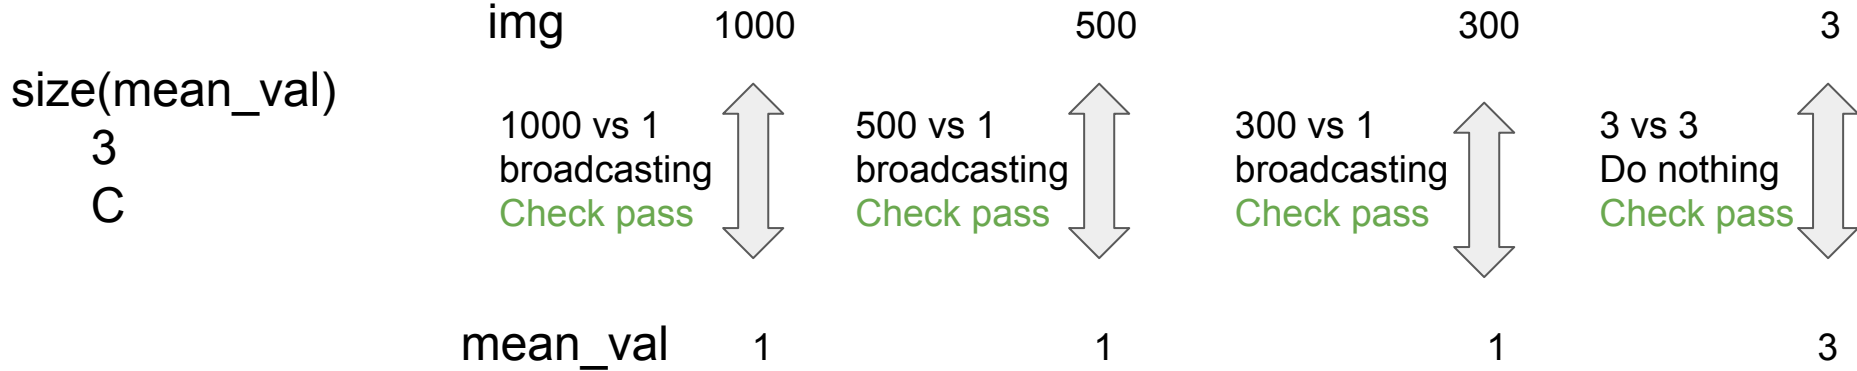 img 1000 500 300 3
size(mean_val)
3
C
1000 vs 1
broadcasting
Check pass
500 vs 1
broadcasting
Check pass
300 vs 1
broadcasting
Check pass
3 vs 3
Do nothing
Check pass
mean_val 1 1 1 3